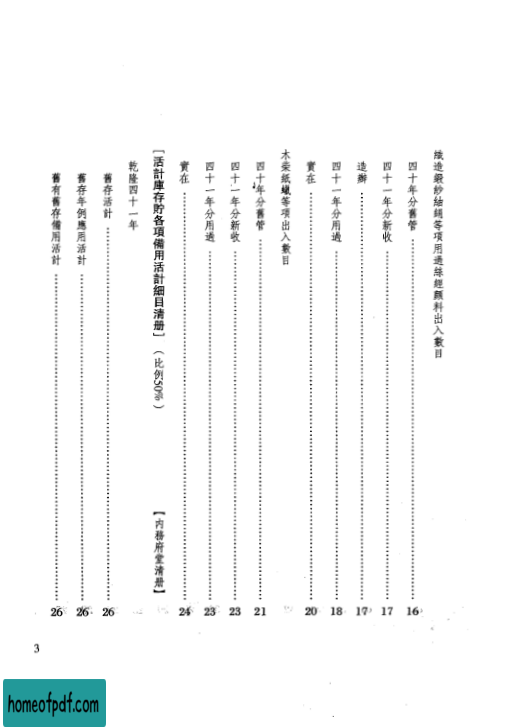 織造緞紗紬綢等項用過絲經顏料出入數目
四十年分舊管 16
四十一年分新收 17
造辦 17
四十一年分用過 18
實在 20
木柴紙蠟等項出入數目
四十年分舊管 21
四十一年分新收 23
四十一年分用過 23
實在 24
［活計庫存貯各項備用活計細目清册］（比例50%）【內務府堂清册】
乾隆四十一年
舊存活計 26
舊存年例應用活計 26
舊有舊存備用活計 26
3
homeofpdf.com